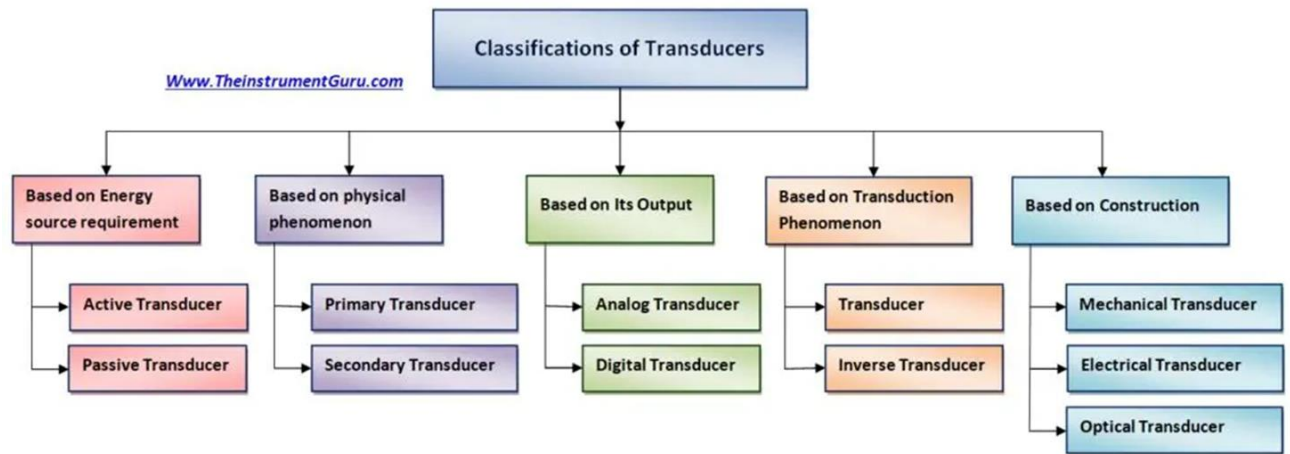 Classifications of Transducers
Www.TheinstrumentGuru.com
Based on Energy
source requirement
Based on physical
phenomenon
Based on Its Output
Based on Transduction
Phenomenon
Based on Construction
Active Transducer
Primary Transducer
Analog Transducer
Transducer
Mechanical Transducer
Passive Transducer
Secondary Transducer
Digital Transducer
Inverse Transducer
Electrical Transducer
Optical Transducer